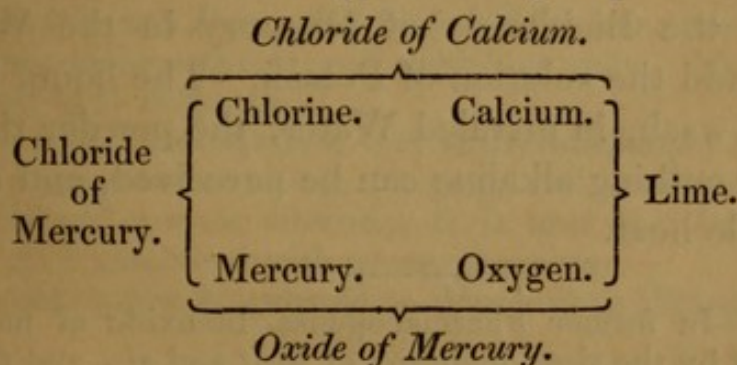 Chloride of Calcium.
Chlorine. Calcium.
Chloride
of
Mercury.
Lime.
Mercury. Oxygen.
Oxide of Mercury.